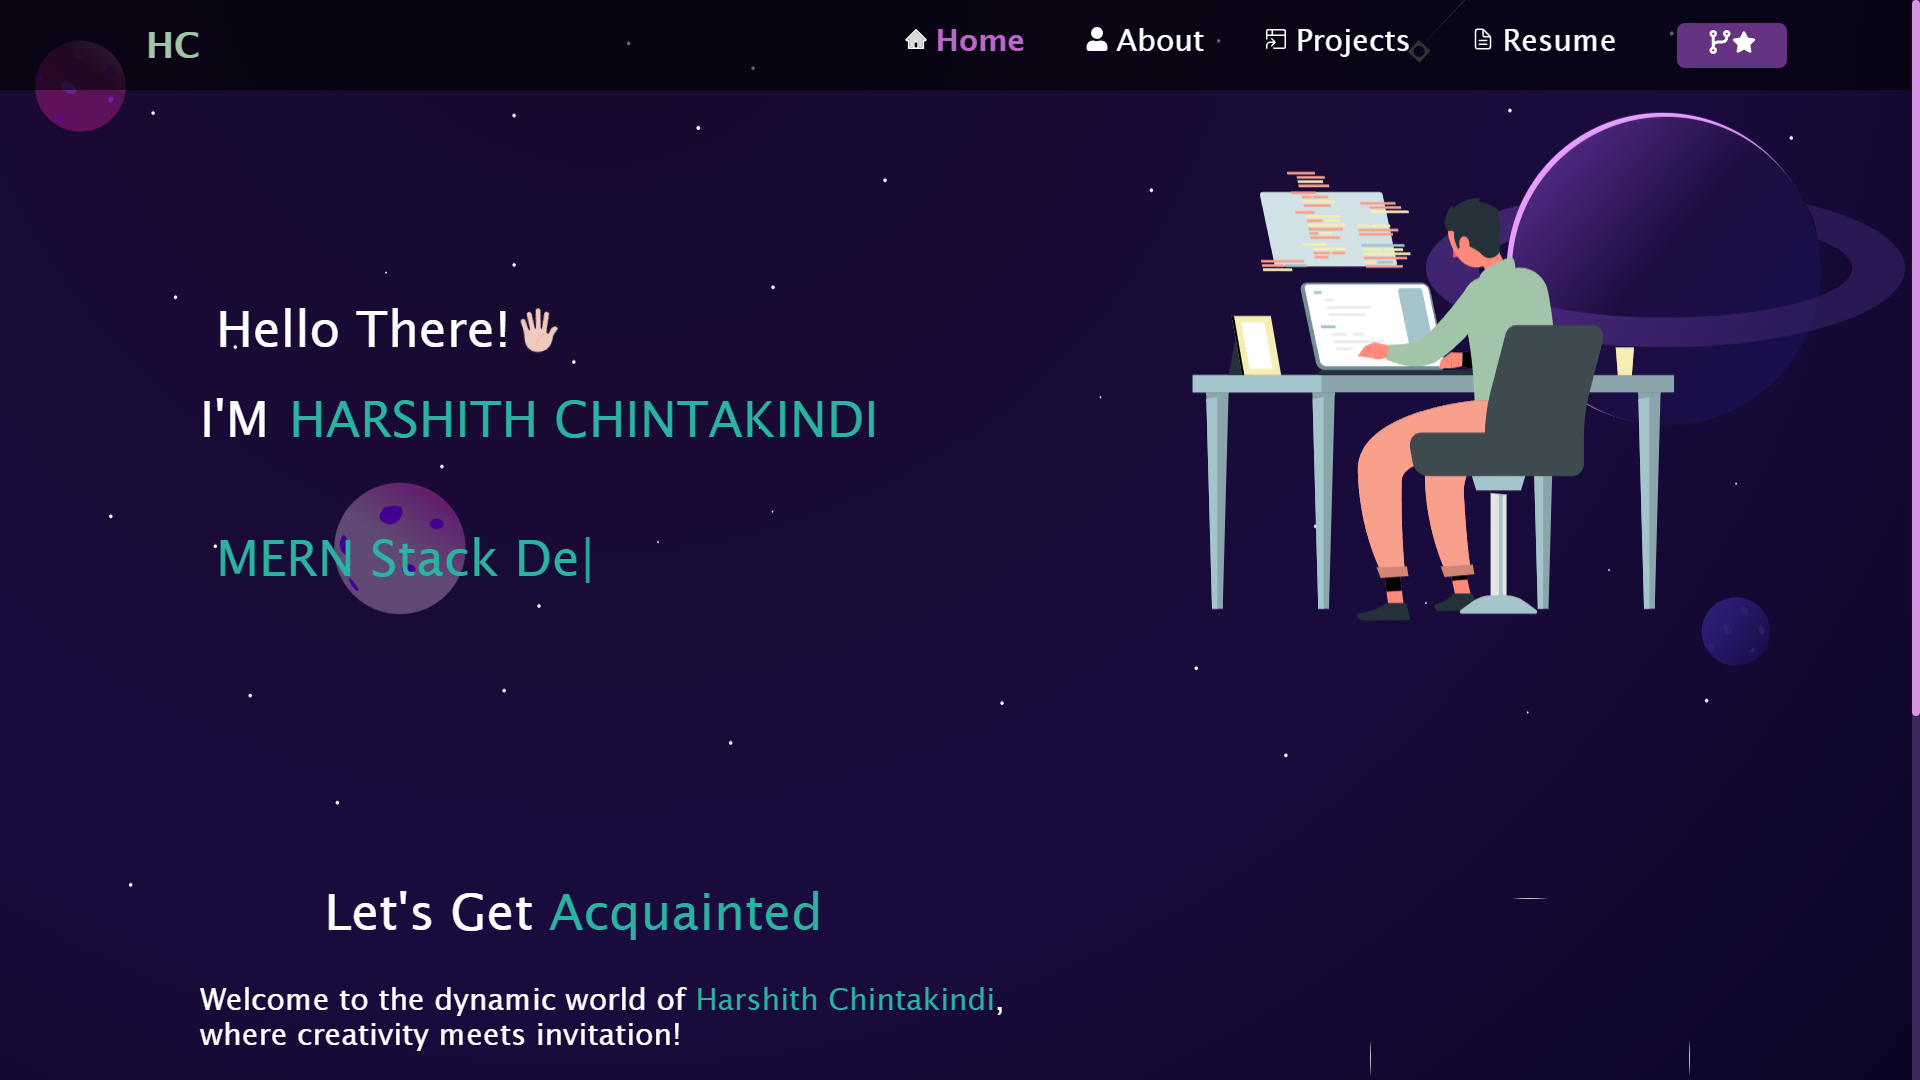 HC
Home
About
Projects
Resume
Hello There!
I'M HARSHITH CHINTAKINDI
MERN Stack De|
Let's Get Acquainted
Welcome to the dynamic world of Harshith Chintakindi,
where creativity meets invitation!